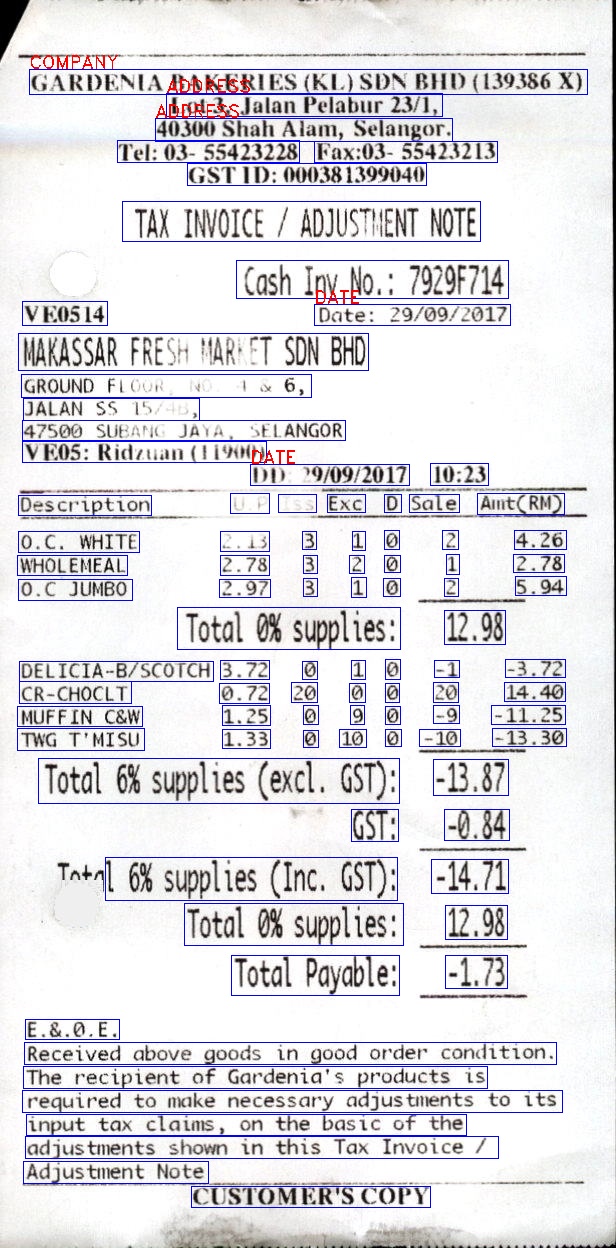 COMPANY
GARDENIA BAKERIES (KL) SDN BHD (139386 X)
ADDRESS
Lot 3, Jalan Pelabur 23/1,
ADDRESS
40300 Shah Alam, Selangor.
Tel: 03- 55423228 Fax:03- 55423213
GST ID: 000381399040
TAX INVOICE / ADJUSTMENT NOTE
Cash Inv No.: 7929F714
DATE
VE0514 Date: 29/09/2017
MAKASSAR FRESH MARKET SDN BHD
GROUND FLOOR, NO. 4 & 6,
JALAN SS 15/4B,
47500 SUBANG JAYA, SELANGOR
VE05: Ridzuan (11900)
DATE
DD: 29/09/2017 10:23
Description U.P Iss Exc D Sale Amt(RM)
O.C. WHITE 2.13 3 1 0 2 4.26
WHOLEMEAL 2.78 3 2 0 1 2.78
O.C JUMBO 2.97 3 1 0 2 5.94
Total 0% supplies: 12.98
DELICIA-B/SCOTCH 3.72 0 1 0 -1 -3.72
CR-CHOCLT 0.72 20 0 0 20 14.40
MUFFIN C&W 1.25 0 9 0 -9 -11.25
TWG T'MISU 1.33 0 10 0 -10 -13.30
Total 6% supplies (excl. GST): -13.87
GST: -0.84
Total 6% supplies (Inc. GST): -14.71
Total 0% supplies: 12.98
Total Payable: -1.73
E.&.O.E.
Received above goods in good order condition.
The recipient of Gardenia's products is
required to make necessary adjustments to its
input tax claims, on the basic of the
adjustments shown in this Tax Invoice /
Adjustment Note
CUSTOMER'S COPY